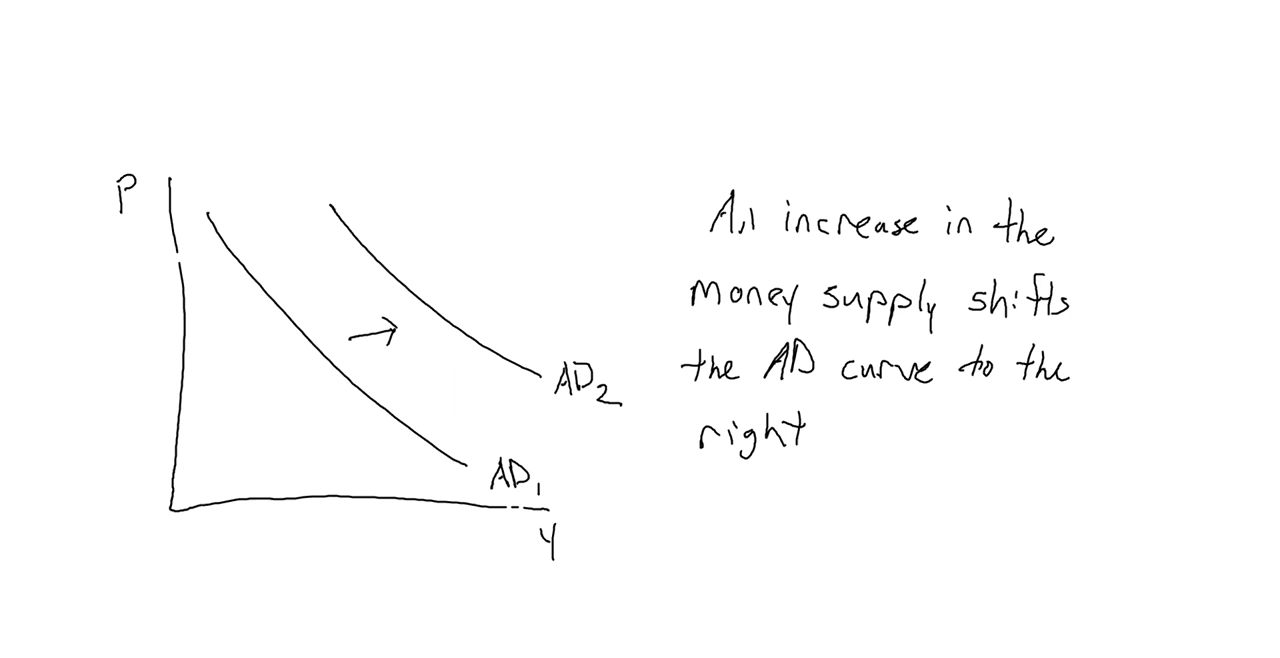 P
An increase in the
money supply shifts
the AD curve to the
right
AD2
AD1
Y